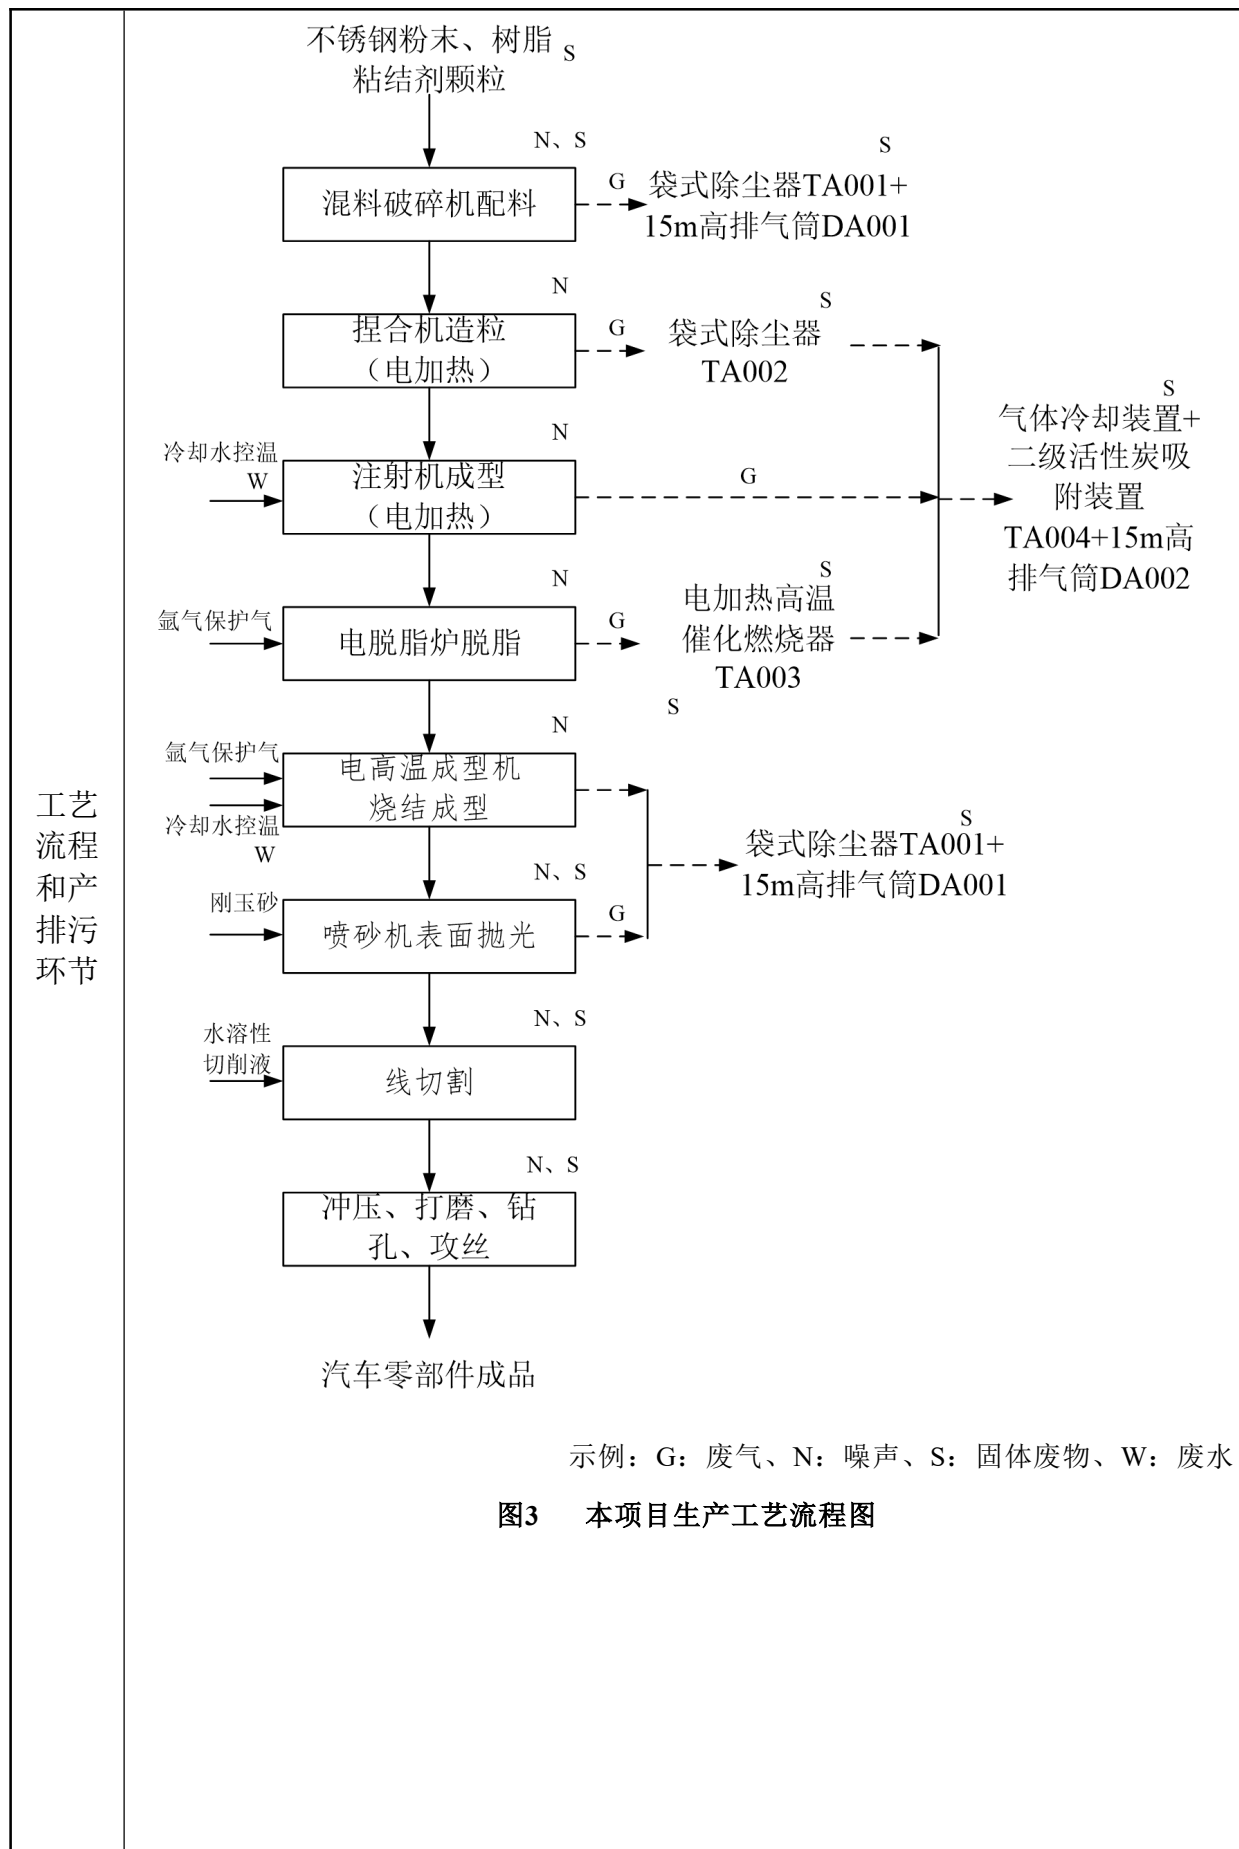 不锈钢粉末、树脂
粘结剂颗粒
S
N、S
混料破碎机配料
G
S
袋式除尘器TA001+
15m高排气筒DA001
N
捏合机造粒
（电加热）
G
S
袋式除尘器
TA002
冷却水控温
W
N
注射机成型
（电加热）
G
S
气体冷却装置+
二级活性炭吸
附装置
TA004+15m高
排气筒DA002
氩气保护气
N
电脱脂炉脱脂
G
S
电加热高温
催化燃烧器
TA003
氩气保护气
冷却水控温
W
N
S
电高温成型机
烧结成型
S
袋式除尘器TA001+
15m高排气筒DA001
刚玉砂
N、S
喷砂机表面抛光
G
水溶性
切削液
N、S
线切割
N、S
冲压、打磨、钻
孔、攻丝
汽车零部件成品
工艺
流程
和产
排污
环节
示例：G：废气、N：噪声、S：固体废物、W：废水
图3 本项目生产工艺流程图